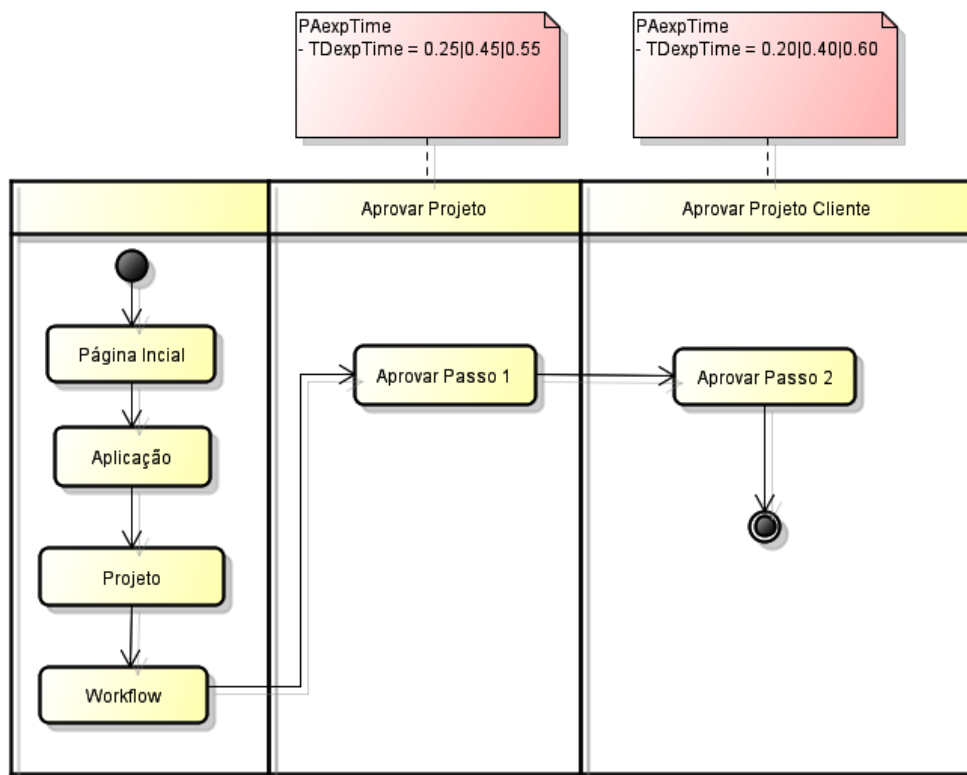 PAexpTime
- TDexpTime = 0.25|0.45|0.55
PAexpTime
- TDexpTime = 0.20|0.40|0.60
Aprovar Projeto
Aprovar Projeto Cliente
Página Incial
Aplicação
Projeto
Workflow
Aprovar Passo 1
Aprovar Passo 2